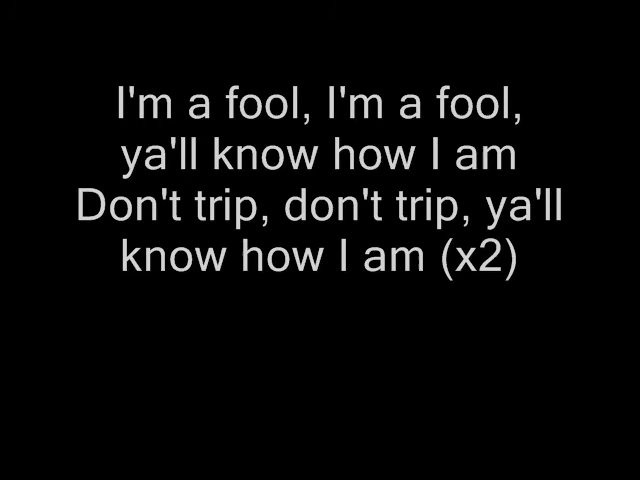 I'm a fool, I'm a fool,
ya'll know how I am
Don't trip, don't trip, ya'll
know how I am (x2)